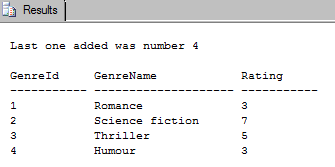 Results
Last one added was number 4
GenreId GenreName Rating
----------- -------------------- -----------
1 Romance 3
2 Science fiction 7
3 Thriller 5
4 Humour 3